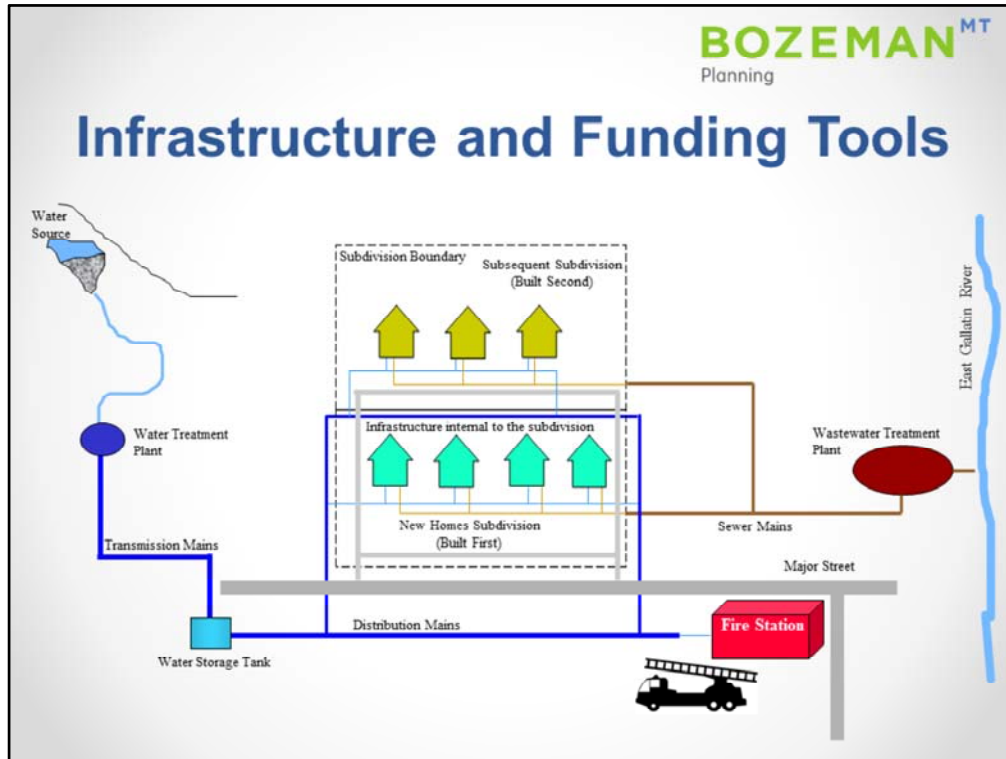 BOZEMAN MT
Planning
Infrastructure and Funding Tools
Water
Source
Subdivision Boundary
Subsequent Subdivision
(Built Second)
East Gallatin River
Infrastructure internal to the subdivision
Water Treatment
Plant
Wastewater Treatment
Plant
New Homes Subdivision
(Built First)
Sewer Mains
Transmission Mains
Major Street
Distribution Mains
Fire Station
Water Storage Tank